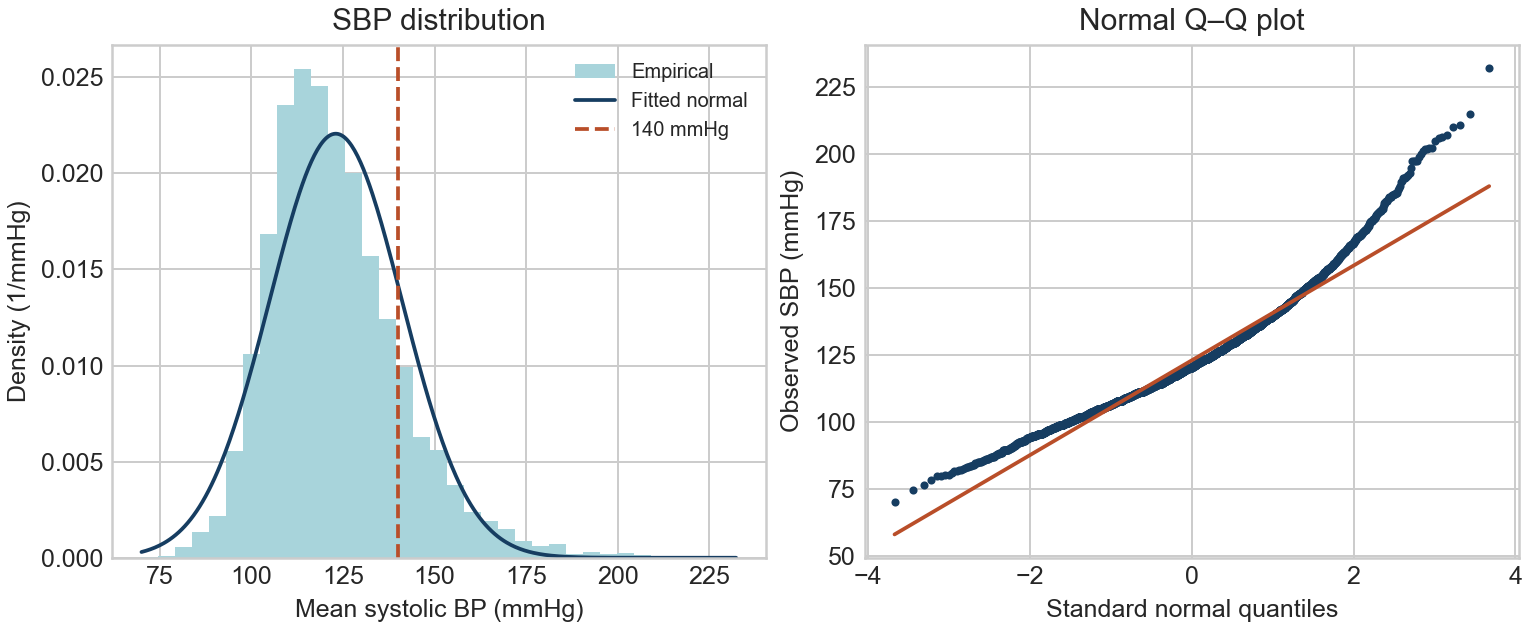 SBP distribution
Empirical
Fitted normal
140 mmHg
Density (1/mmHg)
0.025
0.020
0.015
0.010
0.005
0.000
75 100 125 150 175 200 225
Mean systolic BP (mmHg)
Normal Q–Q plot
Observed SBP (mmHg)
225
200
175
150
125
100
75
50
−4 −2 0 2 4
Standard normal quantiles